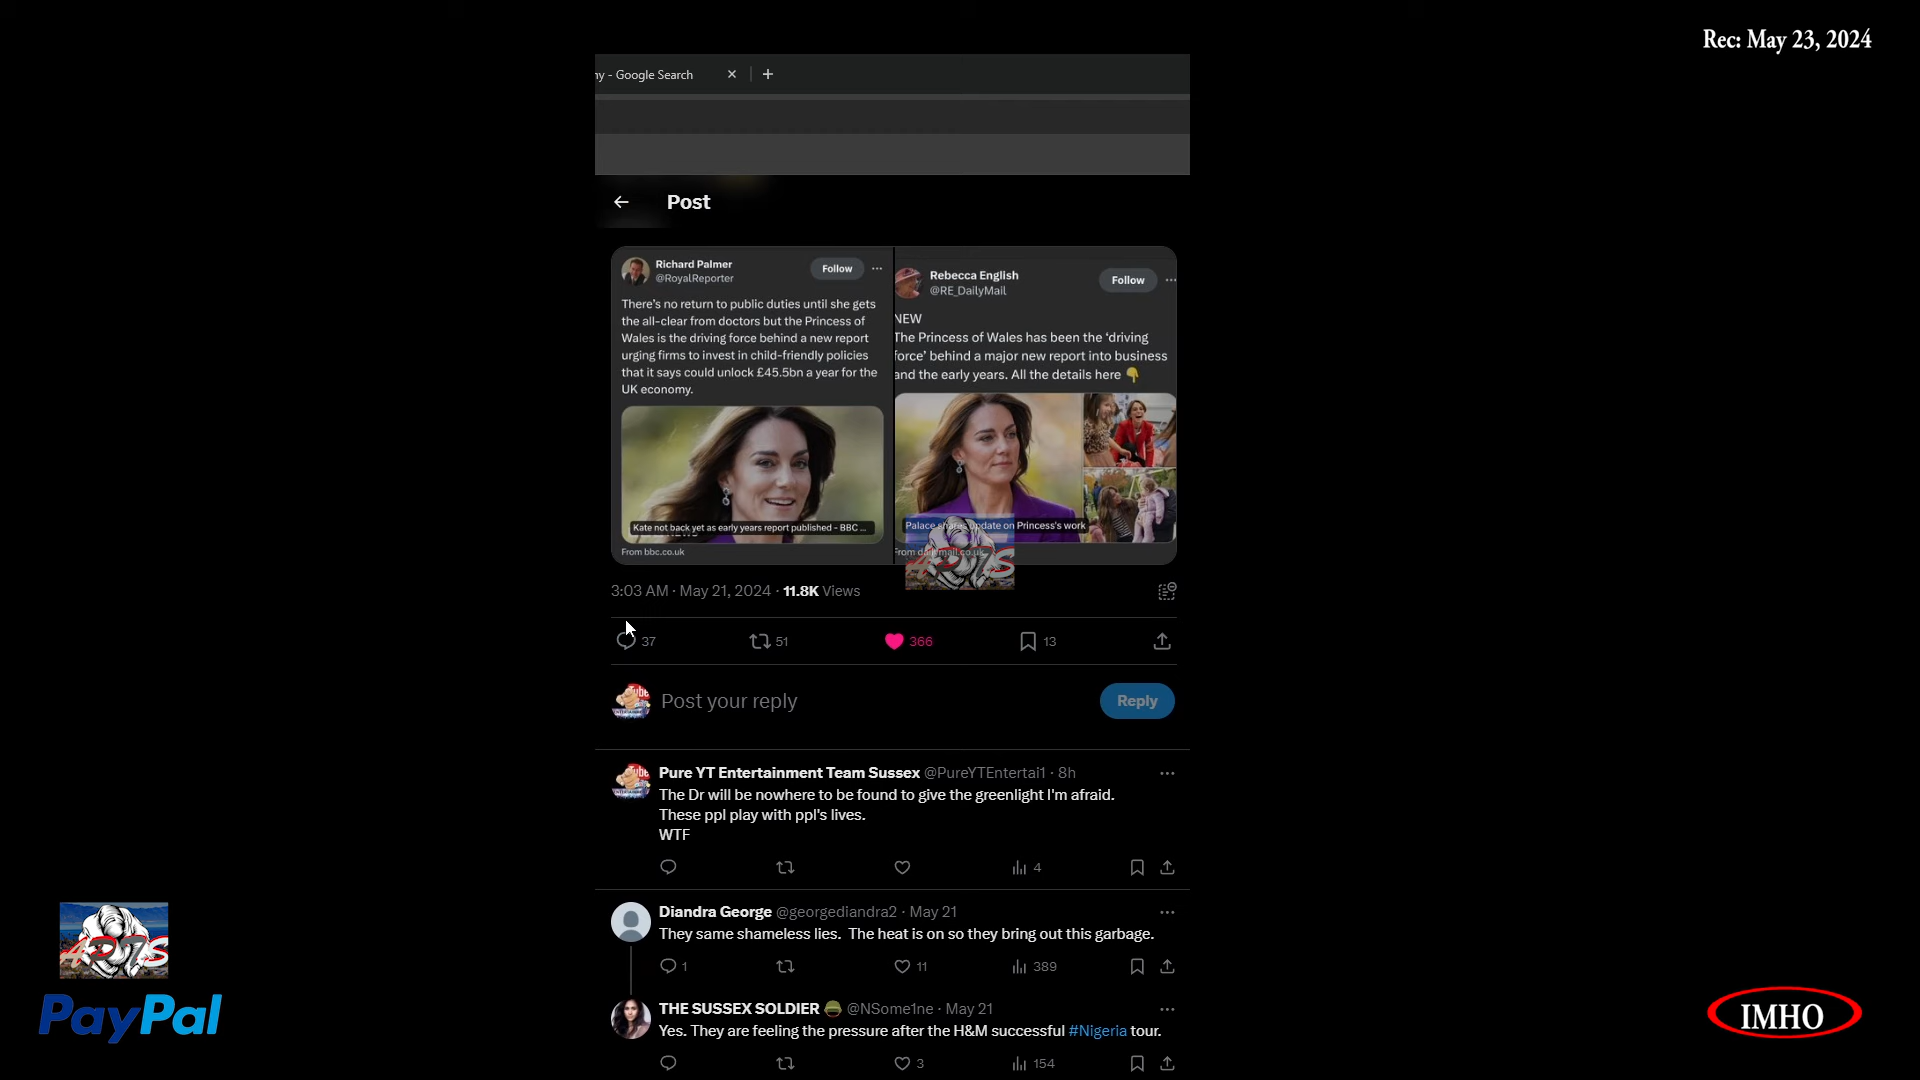 Rec: May 23, 2024
ny - Google Search
Post
Richard Palmer
@RoyalReporter
Follow
There's no return to public duties until she gets
the all-clear from doctors but the Princess of
Wales is the driving force behind a new report
urging firms to invest in child-friendly policies
that it says could unlock £45.5bn a year for the
UK economy.
Kate not back yet as early years report published - BBC ...
From bbc.co.uk
Rebecca English
@RE_DailyMail
Follow
NEW
The Princess of Wales has been the 'driving
force' behind a major new report into business
and the early years. All the details here 👇
Palace shares update on Princess's work
From dailymail.co.uk
3:03 AM · May 21, 2024 · 11.8K Views
37 51 366 13
Post your reply
Reply
Pure YT Entertainment Team Sussex @PureYTEntertai1 · 8h
The Dr will be nowhere to be found to give the greenlight I'm afraid.
These ppl play with ppl's lives.
WTF
4
Diandra George @georgediandra2 · May 21
They same shameless lies. The heat is on so they bring out this garbage.
1 11 389
THE SUSSEX SOLDIER @NSome1ne · May 21
Yes. They are feeling the pressure after the H&M successful #Nigeria tour.
3 154
PayPal
IMHO